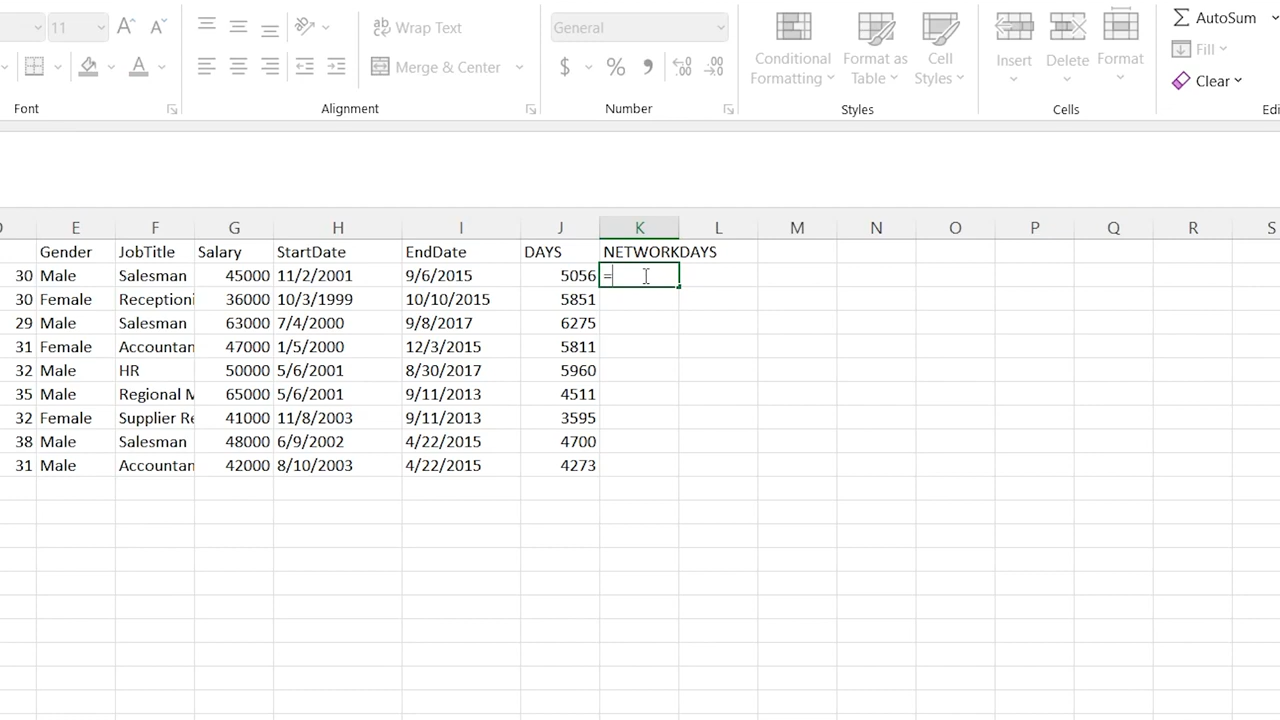 11 A^ Aˇ ab Wrap Text General AutoSum
A Merge & Center $ % , Conditional Formatting Format as Table Cell Styles Insert Delete Format Fill
Clear
Font Alignment Number Styles Cells Edi
E F G H I J K L M N O P Q R S
Gender JobTitle Salary StartDate EndDate DAYS NETWORKDAYS
30 Male Salesman 45000 11/2/2001 9/6/2015 5056 =
30 Female Receptioni 36000 10/3/1999 10/10/2015 5851
29 Male Salesman 63000 7/4/2000 9/8/2017 6275
31 Female Accountan 47000 1/5/2000 12/3/2015 5811
32 Male HR 50000 5/6/2001 8/30/2017 5960
35 Male Regional M 65000 5/6/2001 9/11/2013 4511
32 Female Supplier Re 41000 11/8/2003 9/11/2013 3595
38 Male Salesman 48000 6/9/2002 4/22/2015 4700
31 Male Accountan 42000 8/10/2003 4/22/2015 4273